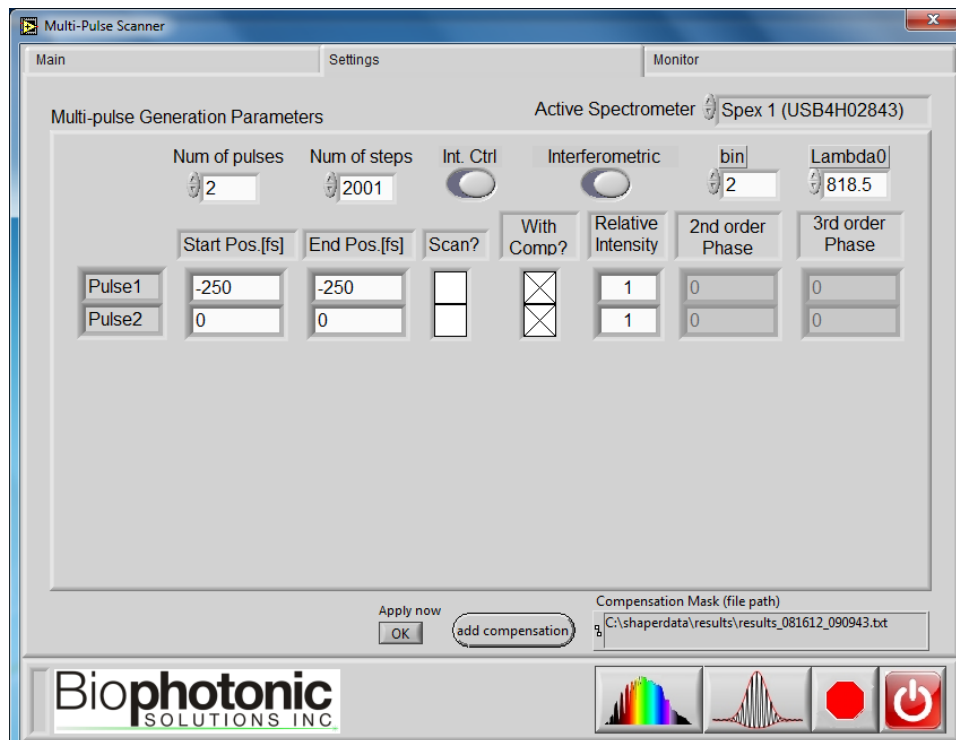 Multi-Pulse Scanner
Main Settings Monitor
Active Spectrometer Spex 1 (USB4H02843)
Multi-pulse Generation Parameters
Num of pulses Num of steps Int. Ctrl Interferometric bin Lambda0
2 2001 2 818.5
Start Pos.[fs] End Pos.[fs] Scan? With Comp? Relative Intensity 2nd order Phase 3rd order Phase
Pulse1 -250 -250 1 0 0
Pulse2 0 0 1 0 0
Apply now
OK
add compensation
Compensation Mask (file path)
C:\shaperdata\results\results_081612_090943.txt
Biophotonic
SOLUTIONS INC